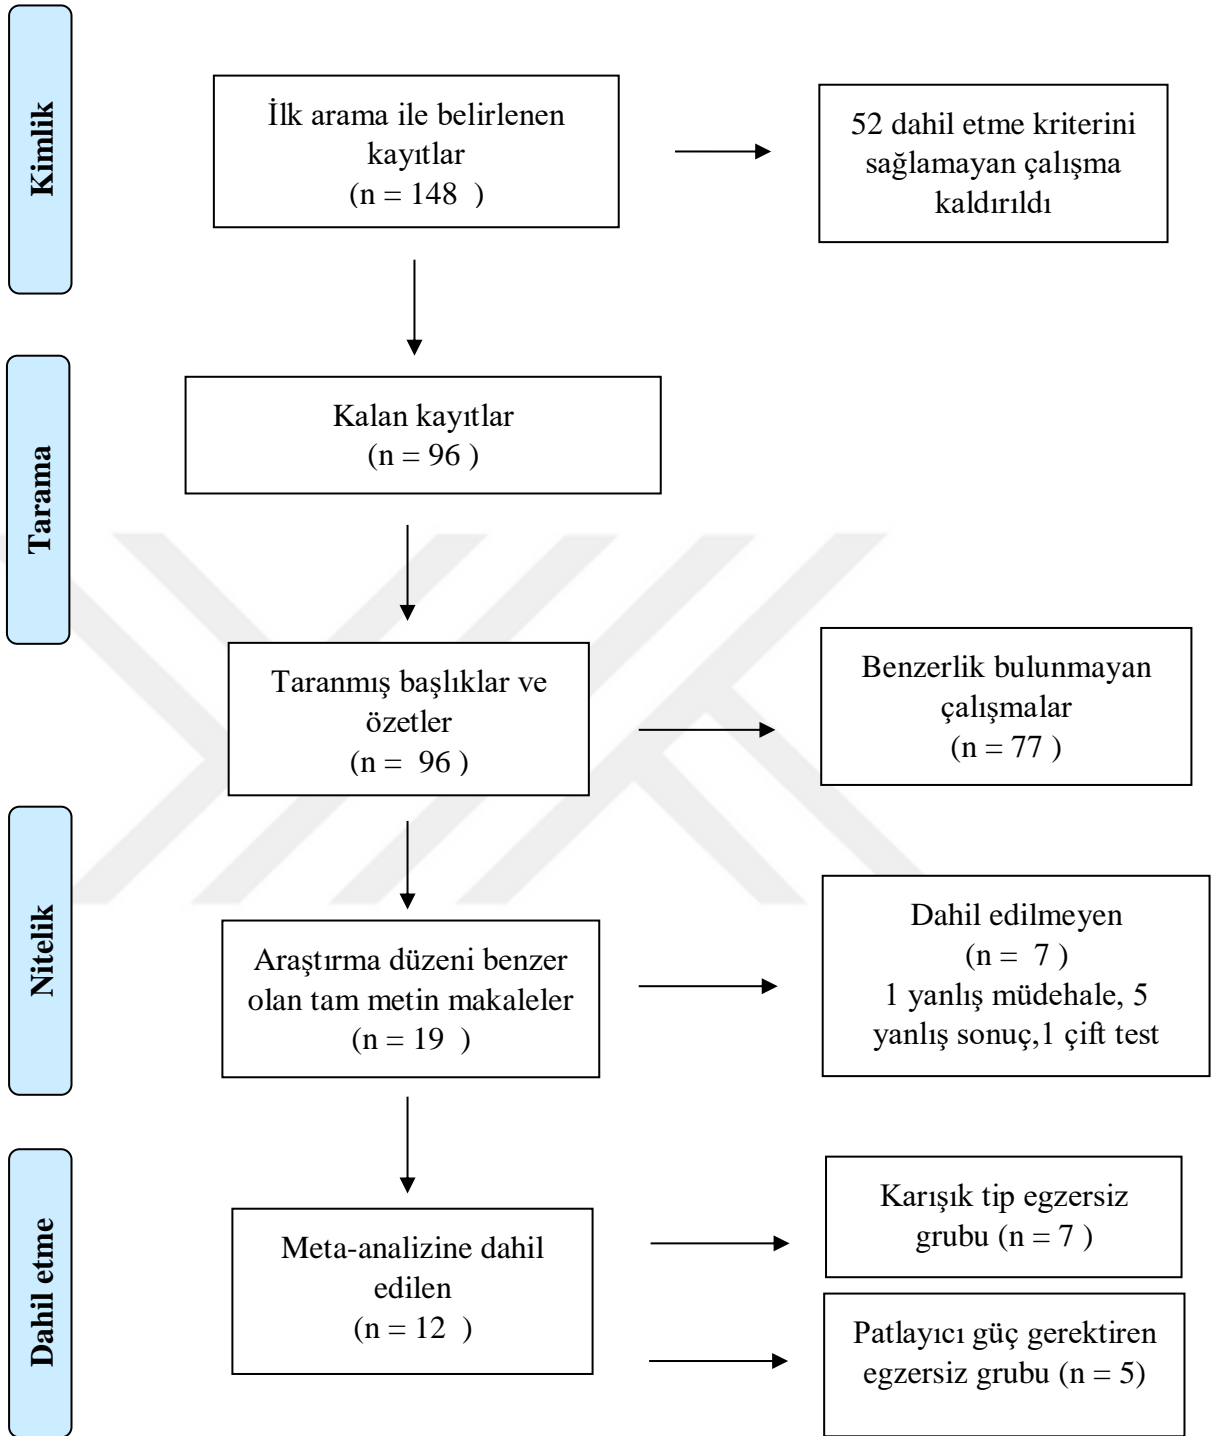 Kimlik
İlk arama ile belirlenen
kayıtlar
(n = 148  )
52 dahil etme kriterini
sağlamayan çalışma
kaldırıldı
Tarama
Kalan kayıtlar
(n = 96 )
Taranmış başlıklar ve
özetler
(n =  96 )
Benzerlik bulunmayan
çalışmalar
(n = 77 )
Nitelik
Araştırma düzeni benzer
olan tam metin makaleler
(n = 19  )
Dahil edilmeyen
(n =  7 )
1 yanlış müdehale, 5
yanlış sonuç,1 çift test
Dahil etme
Meta-analizine dahil
edilen
(n = 12  )
Karışık tip egzersiz
grubu (n = 7 )
Patlayıcı güç gerektiren
egzersiz grubu (n = 5)